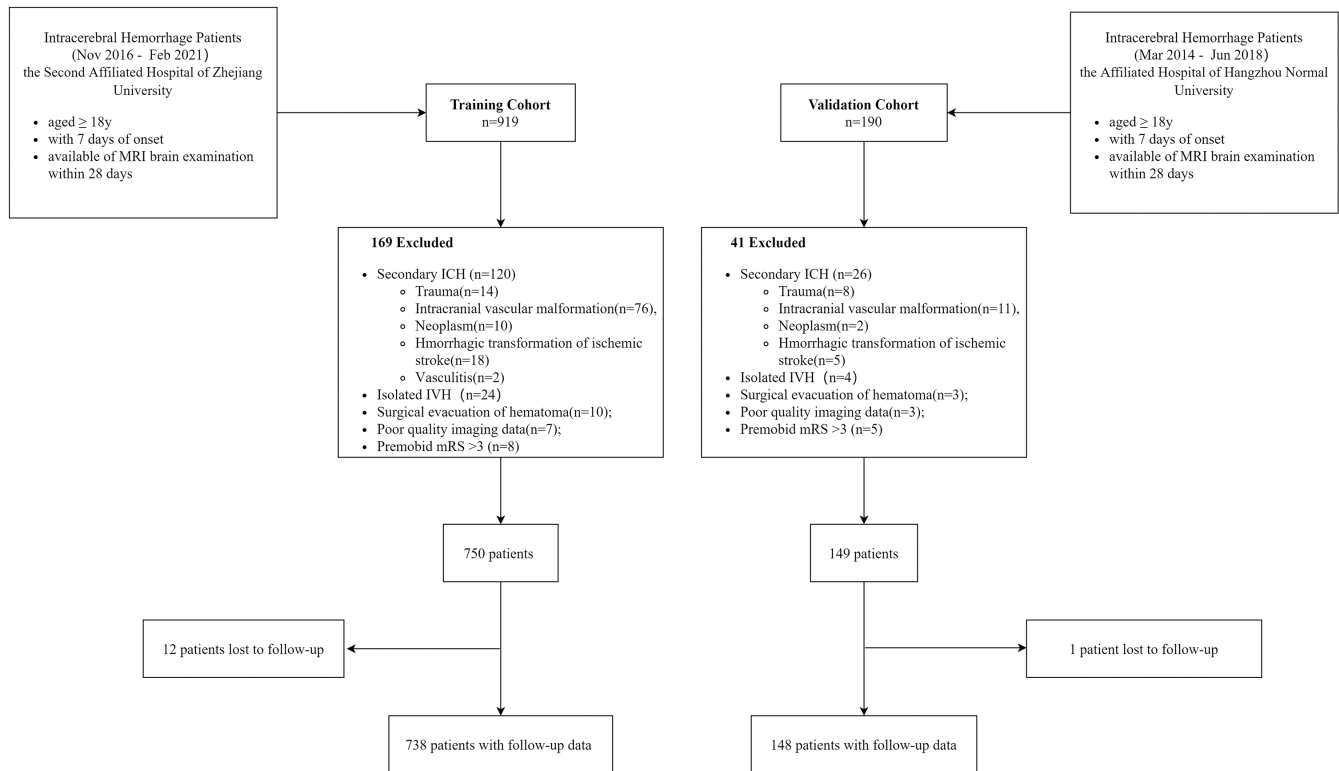 Intracerebral Hemorrhage Patients
(Nov 2016 - Feb 2021)
the Second Affiliated Hospital of Zhejiang
University
• aged ≥ 18y
• with 7 days of onset
• available of MRI brain examination
within 28 days
Training Cohort
n=919
Validation Cohort
n=190
Intracerebral Hemorrhage Patients
(Mar 2014 - Jun 2018)
the Affiliated Hospital of Hangzhou Normal
University
• aged ≥ 18y
• with 7 days of onset
• available of MRI brain examination
within 28 days
169 Excluded
• Secondary ICH (n=120)
◦ Trauma(n=14)
◦ Intracranial vascular malformation(n=76),
◦ Neoplasm(n=10)
◦ Hmorrhagic transformation of ischemic
stroke(n=18)
◦ Vasculitis(n=2)
• Isolated IVH (n=24)
• Surgical evacuation of hematoma(n=10);
• Poor quality imaging data(n=7);
• Premobid mRS >3 (n=8)
41 Excluded
• Secondary ICH (n=26)
◦ Trauma(n=8)
◦ Intracranial vascular malformation(n=11),
◦ Neoplasm(n=2)
◦ Hmorrhagic transformation of ischemic
stroke(n=5)
• Isolated IVH (n=4)
• Surgical evacuation of hematoma(n=3);
• Poor quality imaging data(n=3);
• Premobid mRS >3 (n=5)
750 patients
149 patients
12 patients lost to follow-up
1 patient lost to follow-up
738 patients with follow-up data
148 patients with follow-up data